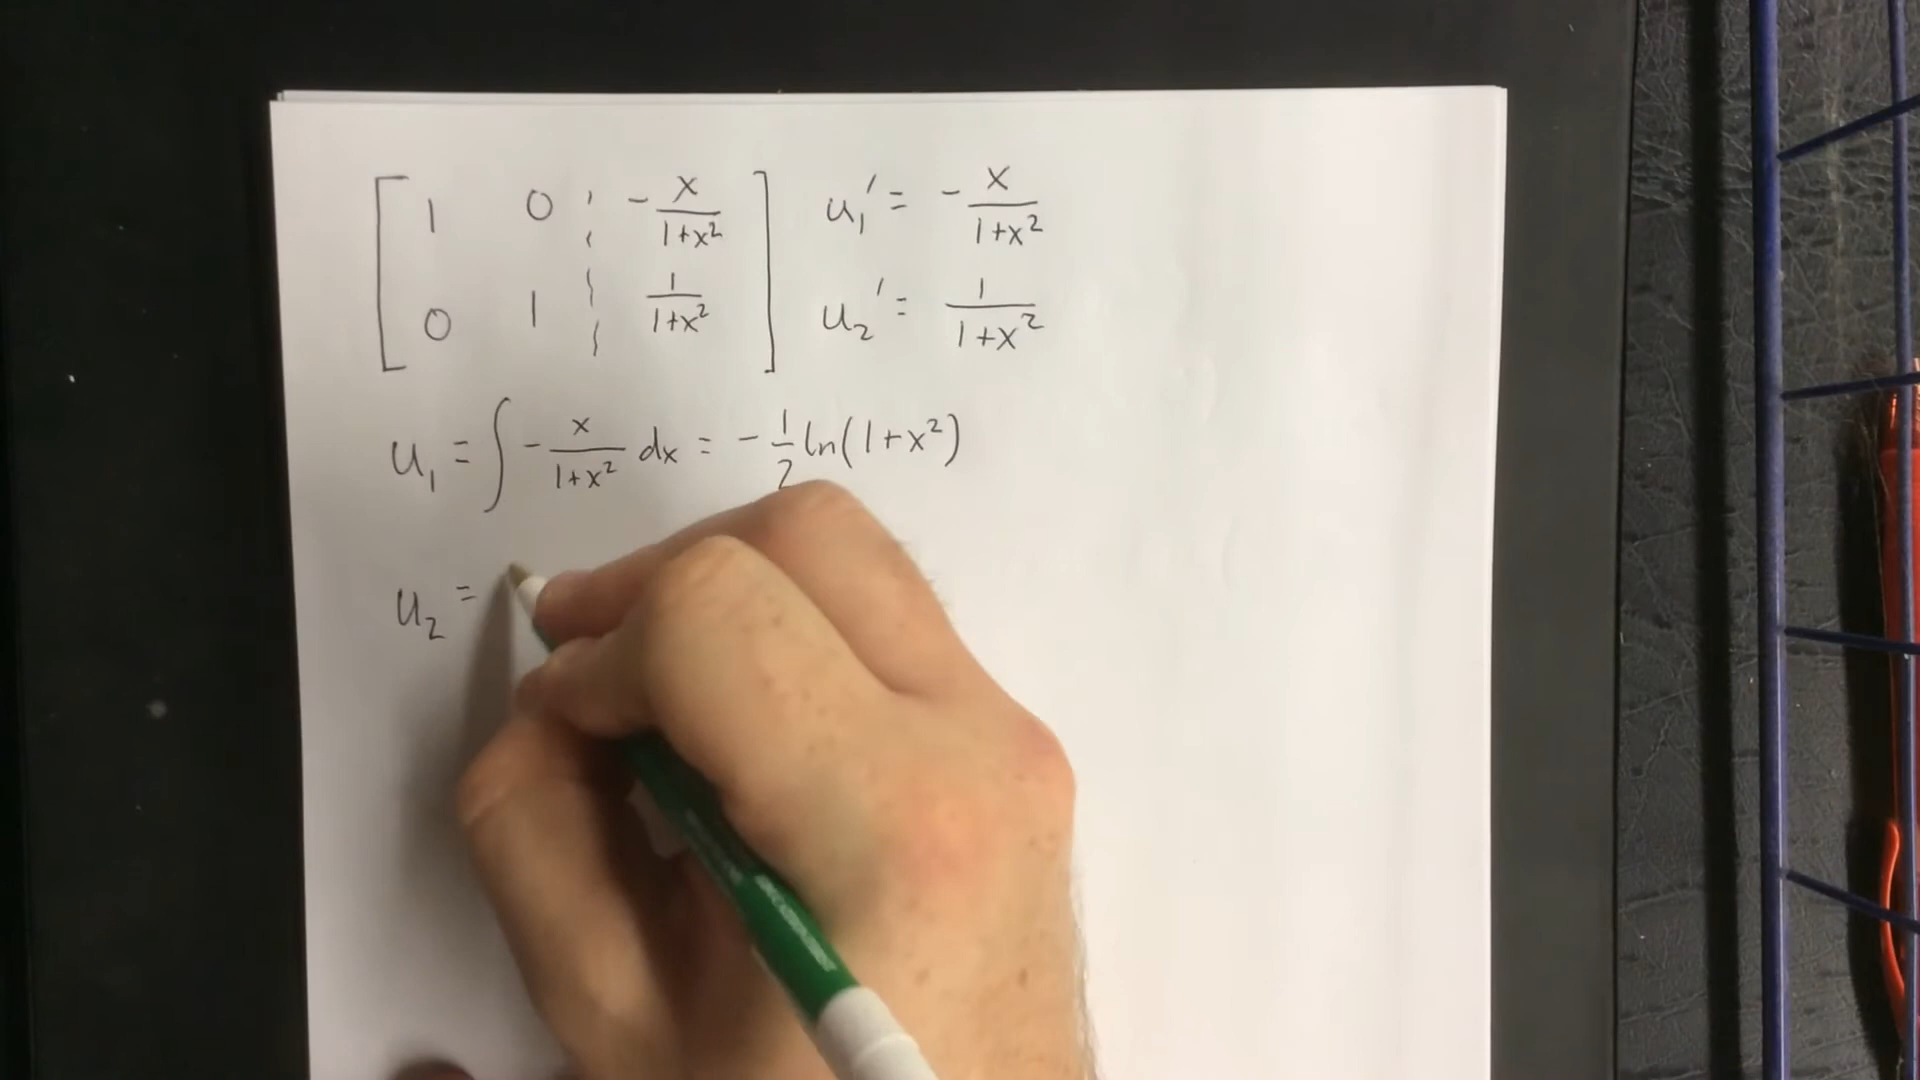 [ 1 0 ¦ -x/(1+x²) ] u₁' = -x/(1+x²)
[ 0 1 ¦ 1/(1+x²) ] u₂' = 1/(1+x²)
u₁ = ∫ -x/(1+x²) dx = -1/2 ln(1+x²)
u₂ =